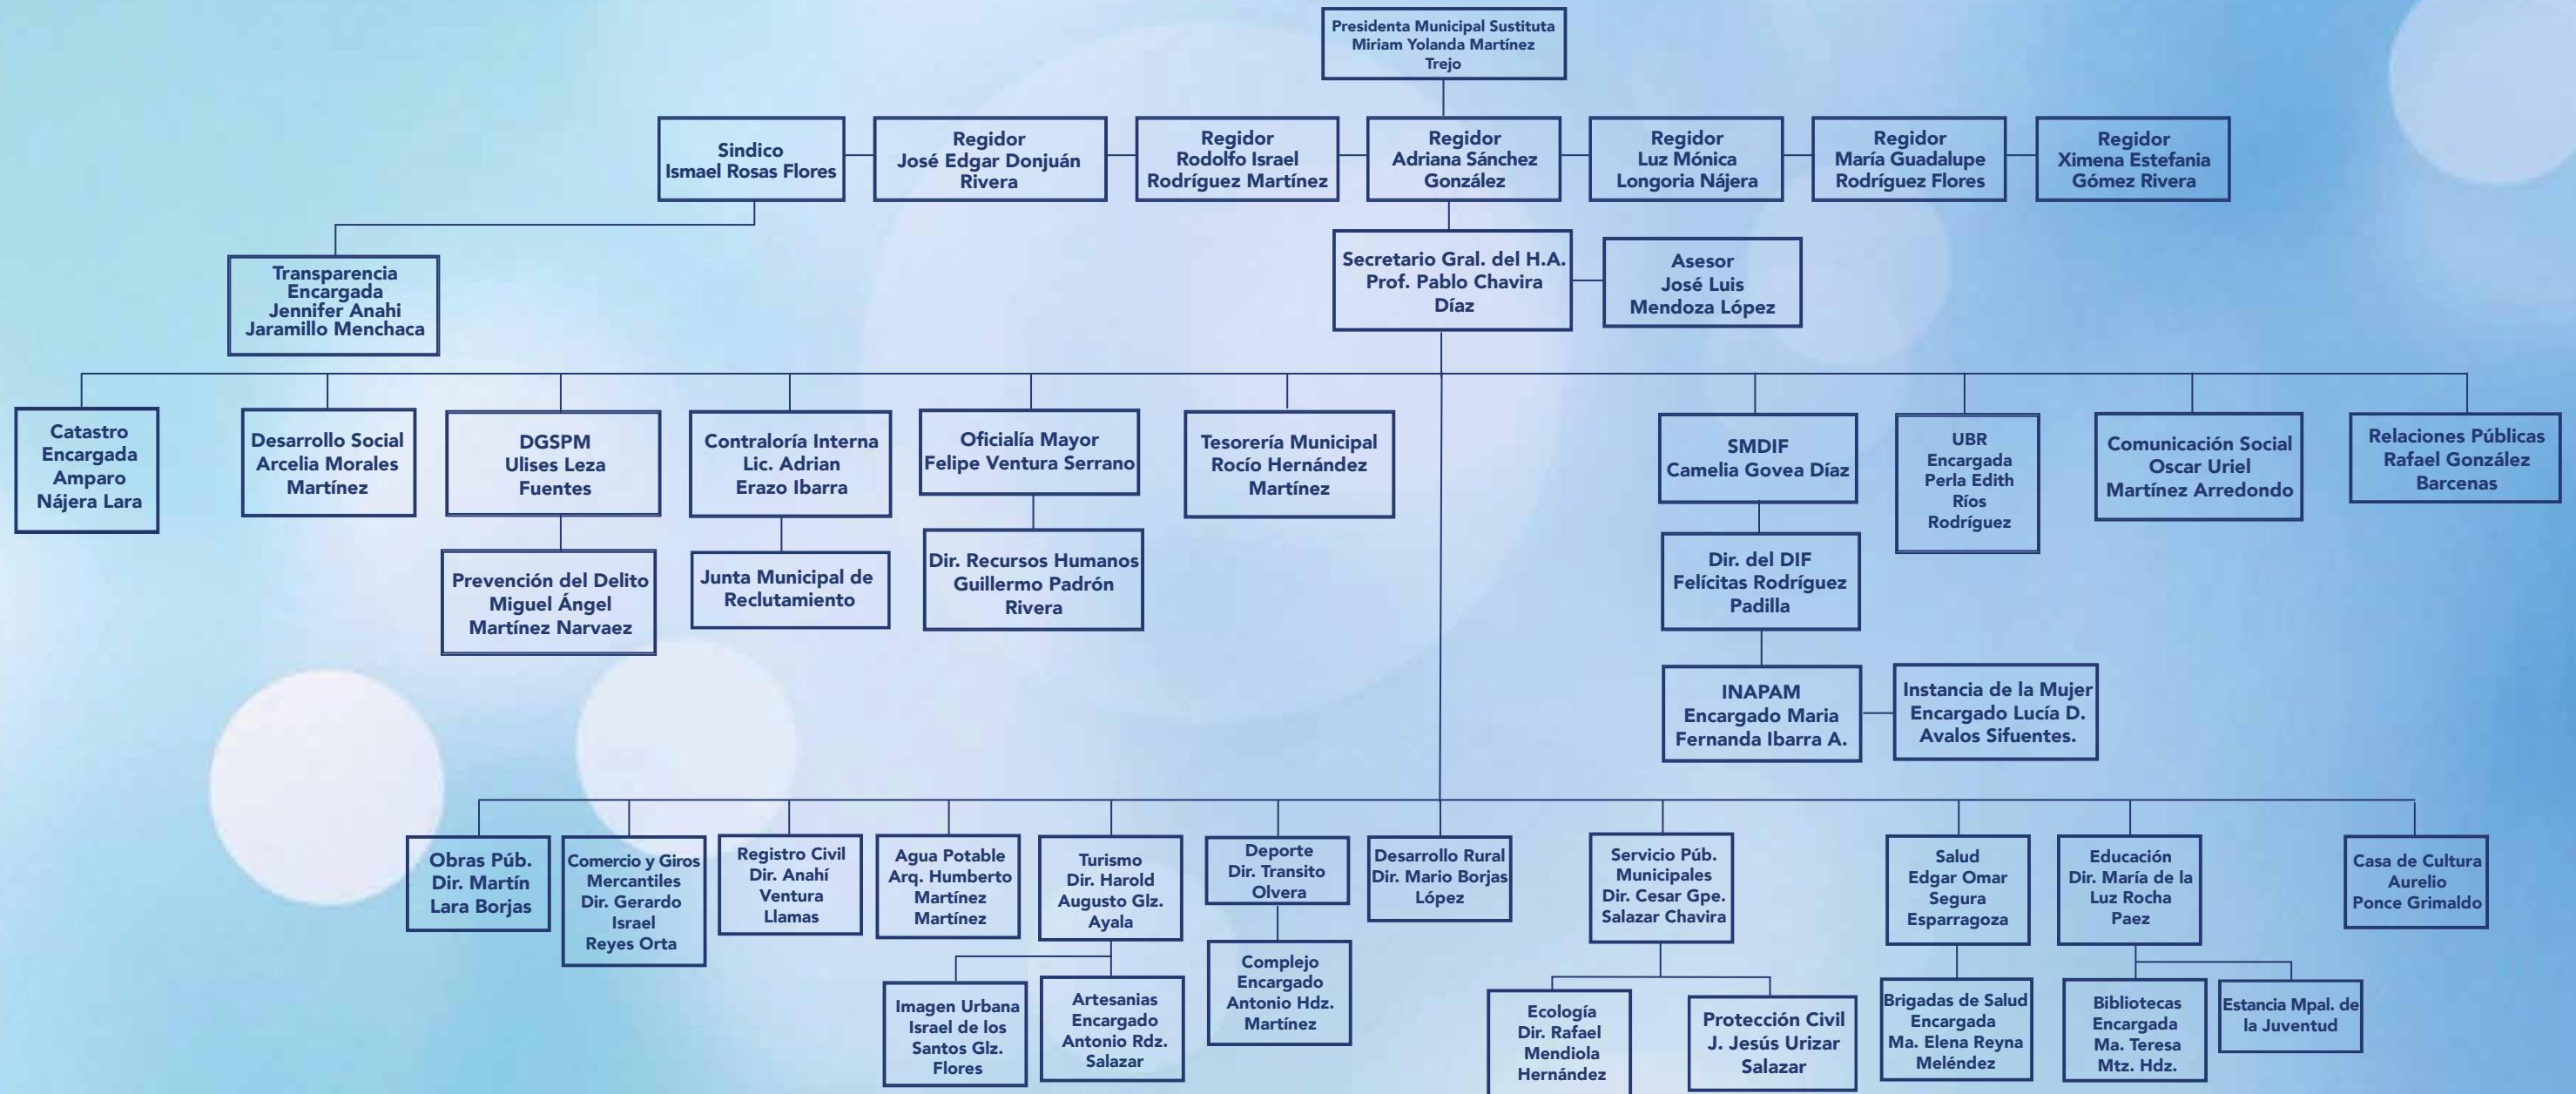 Presidenta Municipal Sustituta
Miriam Yolanda Martínez
Trejo
Sindico
Ismael Rosas Flores
Regidor
José Edgar Donjuán
Rivera
Regidor
Rodolfo Israel
Rodríguez Martínez
Regidor
Adriana Sánchez
González
Regidor
Luz Mónica
Longoria Nájera
Regidor
María Guadalupe
Rodríguez Flores
Regidor
Ximena Estefania
Gómez Rivera
Transparencia
Encargada
Jennifer Anahi
Jaramillo Menchaca
Secretario Gral. del H.A.
Prof. Pablo Chavira
Díaz
Asesor
José Luis
Mendoza López
Catastro
Encargada
Amparo
Nájera Lara
Desarrollo Social
Arcelia Morales
Martínez
DGSPM
Ulises Leza
Fuentes
Contraloría Interna
Lic. Adrian
Erazo Ibarra
Oficialía Mayor
Felipe Ventura Serrano
Tesorería Municipal
Rocío Hernández
Martínez
SMDIF
Camelia Govea Díaz
UBR
Encargada
Perla Edith
Ríos
Rodríguez
Comunicación Social
Oscar Uriel
Martínez Arredondo
Relaciones Públicas
Rafael González
Barcenas
Prevención del Delito
Miguel Ángel
Martínez Narvaez
Junta Municipal de
Reclutamiento
Dir. Recursos Humanos
Guillermo Padrón
Rivera
Dir. del DIF
Felícitas Rodríguez
Padilla
INAPAM
Encargado Maria
Fernanda Ibarra A.
Instancia de la Mujer
Encargado Lucía D.
Avalos Sifuentes.
Obras Púb.
Dir. Martín
Lara Borjas
Comercio y Giros
Mercantiles
Dir. Gerardo
Israel
Reyes Orta
Registro Civil
Dir. Anahí
Ventura
Llamas
Agua Potable
Arq. Humberto
Martínez
Martínez
Turismo
Dir. Harold
Augusto Glz.
Ayala
Deporte
Dir. Transito
Olvera
Desarrollo Rural
Dir. Mario Borjas
López
Servicio Púb.
Municipales
Dir. Cesar Gpe.
Salazar Chavira
Salud
Edgar Omar
Segura
Esparragoza
Educación
Dir. María de la
Luz Rocha
Paez
Casa de Cultura
Aurelio
Ponce Grimaldo
Imagen Urbana
Israel de los
Santos Glz.
Flores
Artesanias
Encargado
Antonio Rdz.
Salazar
Complejo
Encargado
Antonio Hdz.
Martínez
Ecología
Dir. Rafael
Mendiola
Hernández
Protección Civil
J. Jesús Urizar
Salazar
Brigadas de Salud
Encargada
Ma. Elena Reyna
Meléndez
Bibliotecas
Encargada
Ma. Teresa
Mtz. Hdz.
Estancia Mpal. de
la Juventud